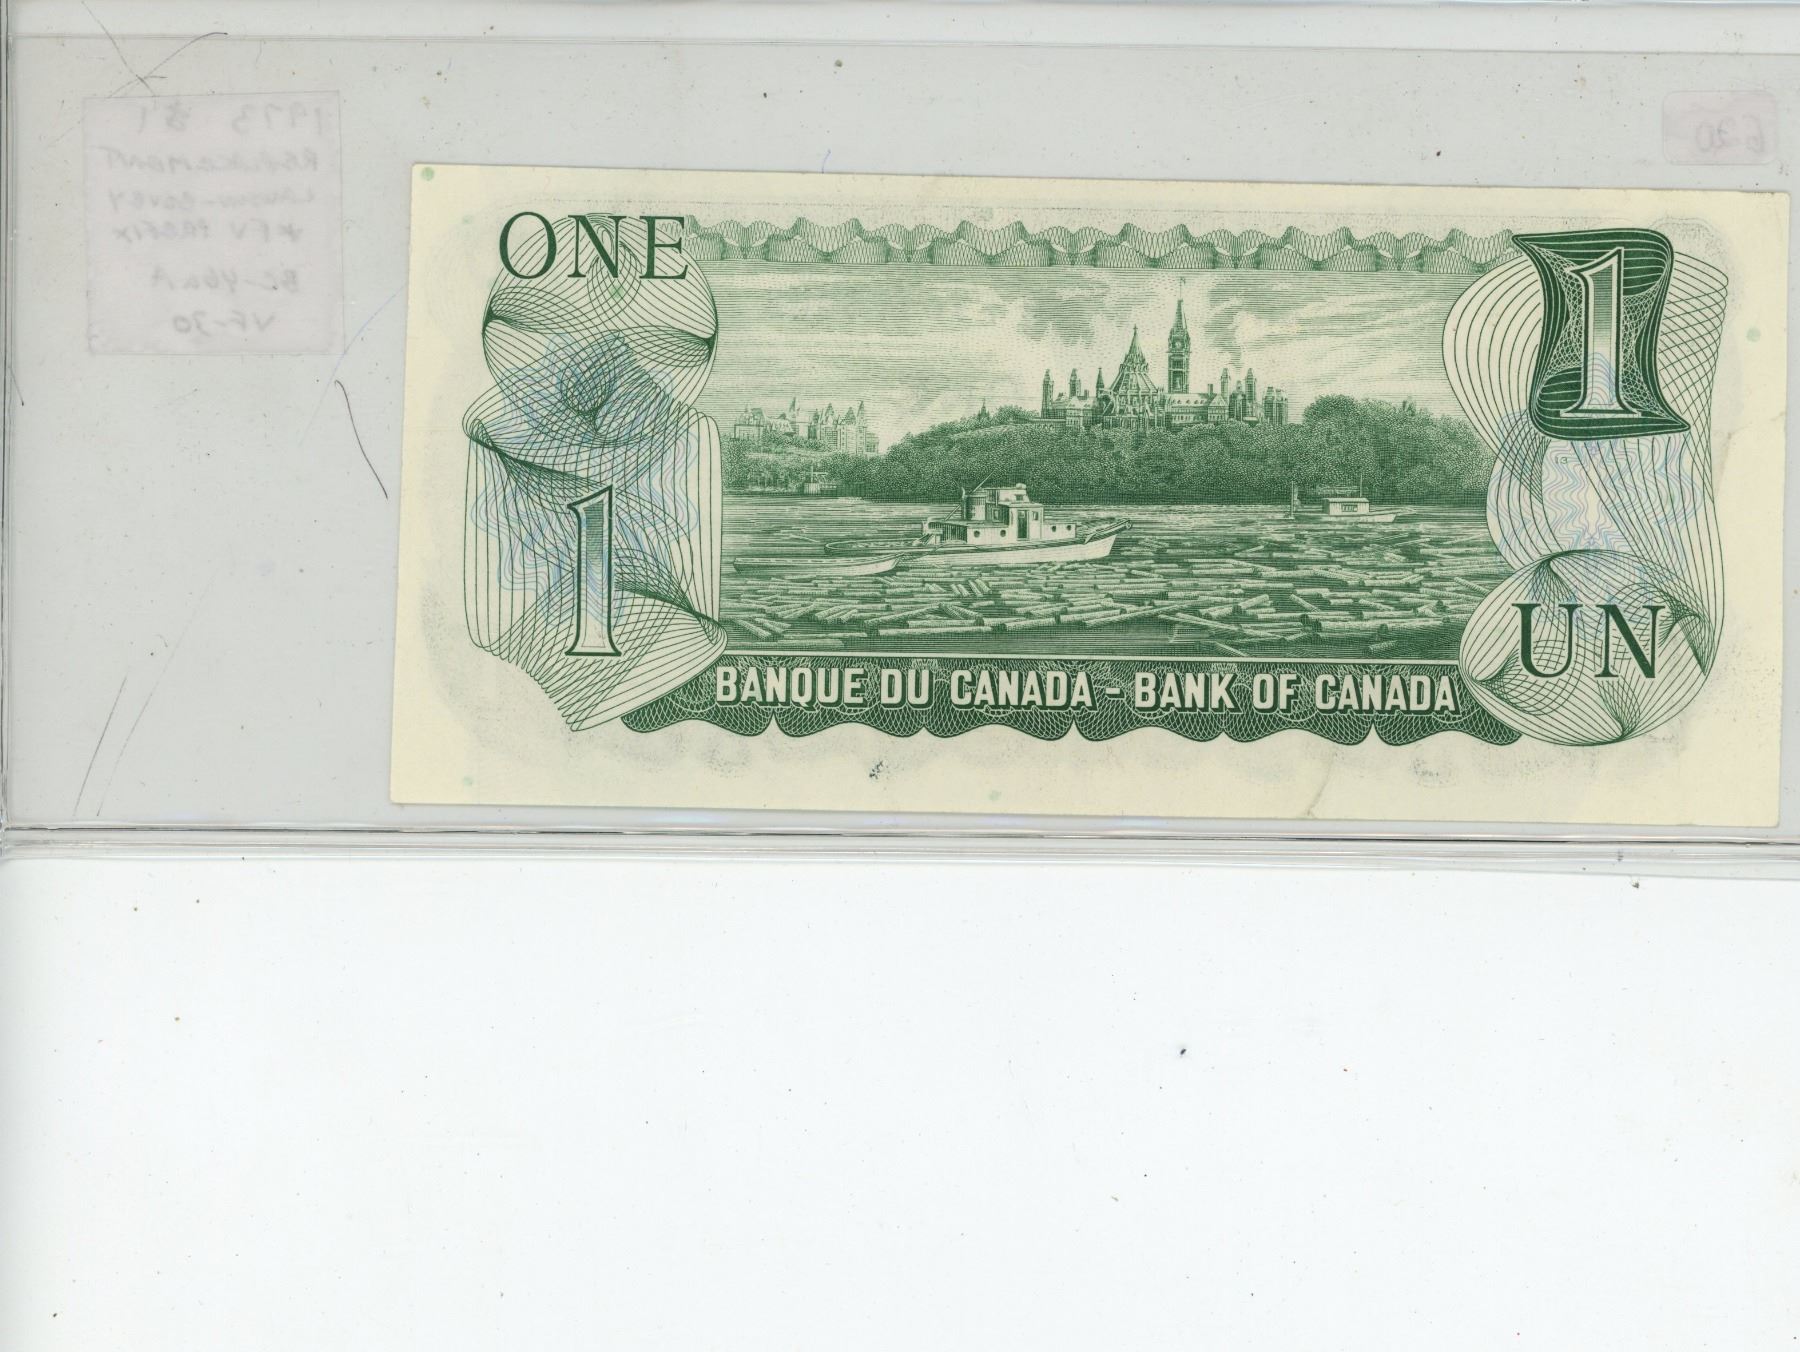 1973 $1
REPLACEMENT
LAWSON-BOUEY
*FV PREFIX
BC-46aA
VF-30
ONE
1
1
13
UN
BANQUE DU CANADA - BANK OF CANADA